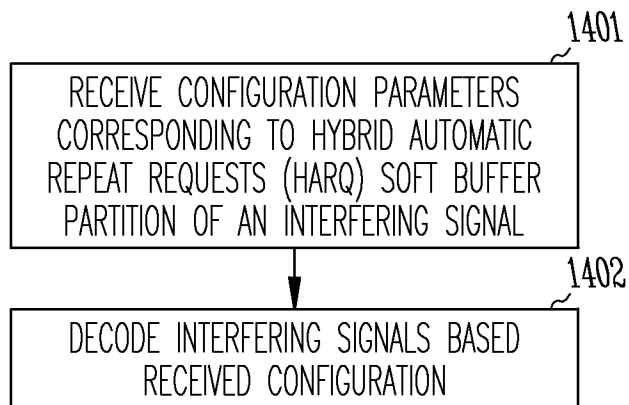 1401
RECEIVE CONFIGURATION PARAMETERS
CORRESPONDING TO HYBRID AUTOMATIC
REPEAT REQUESTS (HARQ) SOFT BUFFER
PARTITION OF AN INTERFERING SIGNAL
1402
DECODE INTERFERING SIGNALS BASED
RECEIVED CONFIGURATION